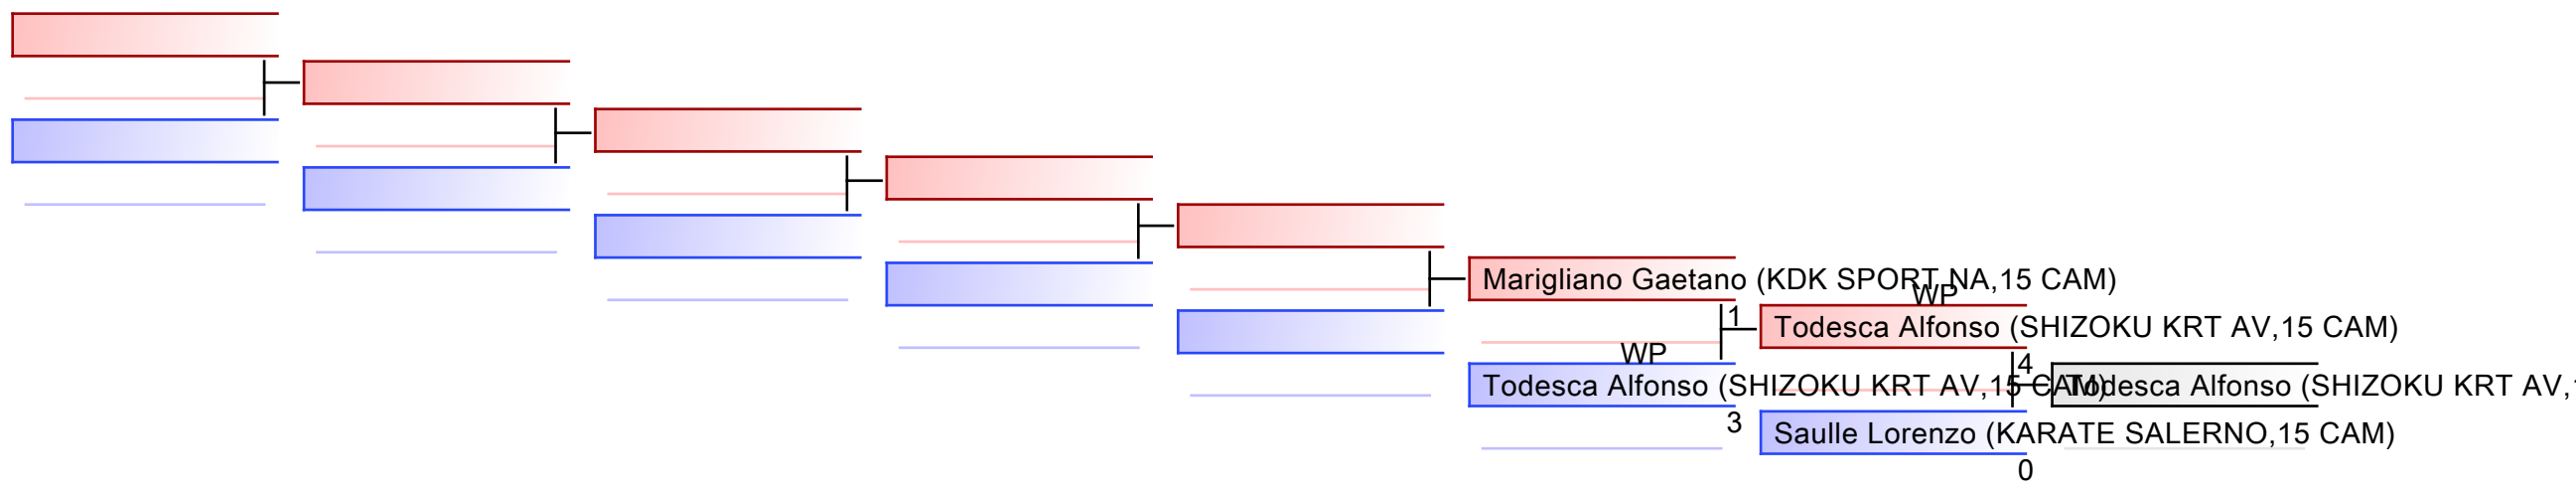 Marigliano Gaetano (KDK SPORT NA,15 CAM)
1
WP
Todesca Alfonso (SHIZOKU KRT AV,15 CAM)
3
WP
Todesca Alfonso (SHIZOKU KRT AV,15 CAM)
4
Saulle Lorenzo (KARATE SALERNO,15 CAM)
0
Todesca Alfonso (SHIZOKU KRT AV,